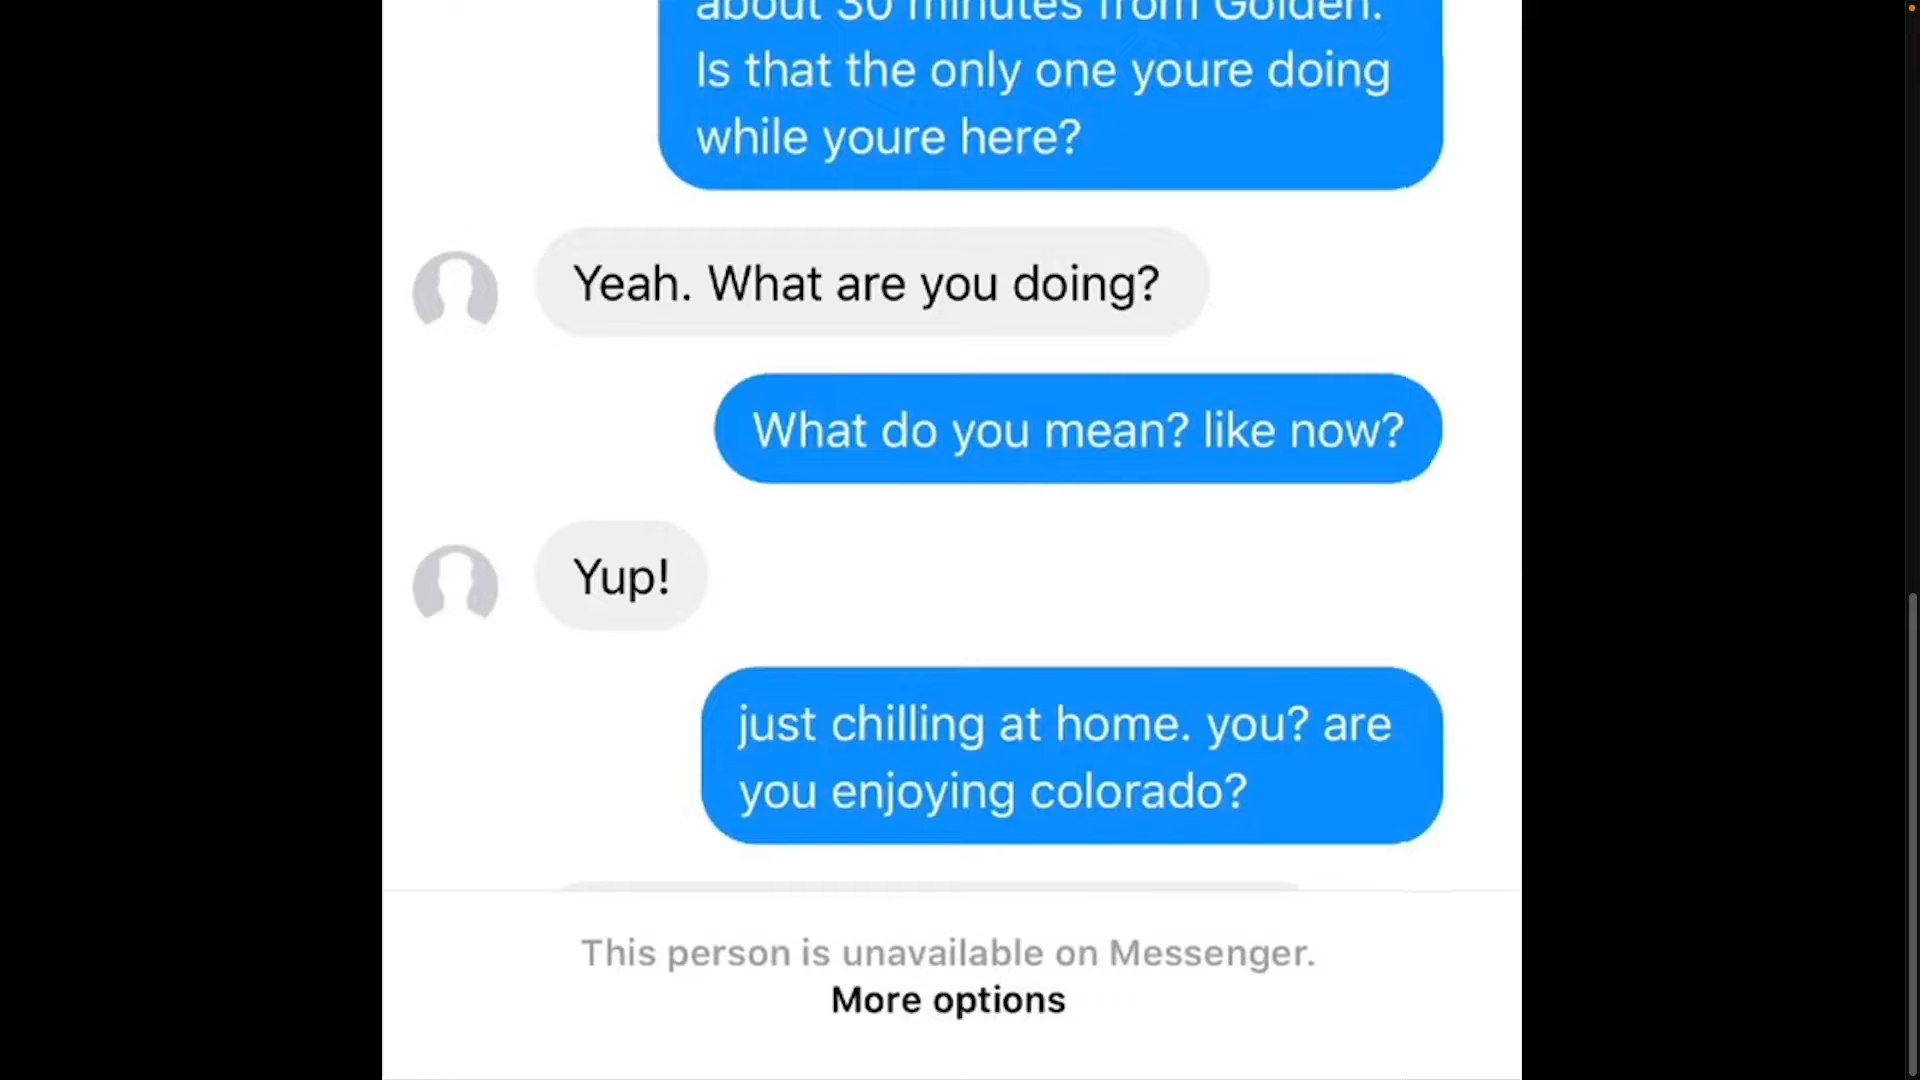 about 30 minutes from Golden.
Is that the only one youre doing
while youre here?
Yeah. What are you doing?
What do you mean? like now?
Yup!
just chilling at home. you? are
you enjoying colorado?
This person is unavailable on Messenger.
More options